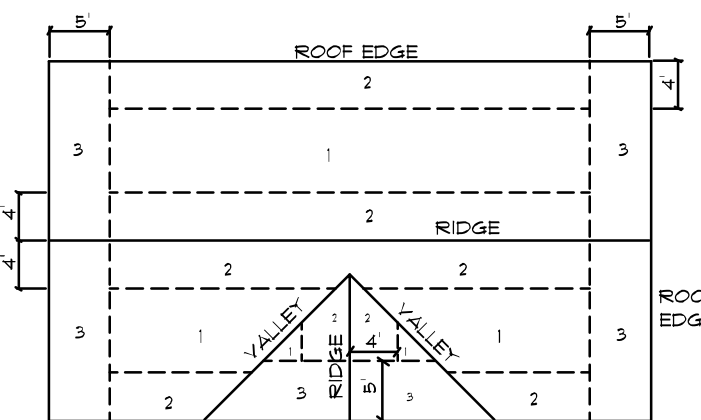 5' 5'
ROOF EDGE
2
4'
3 1 3
4' 2 RIDGE
4' 2 2
3 1 VALLEY 2 2 VALLEY 1 3
1 RIDGE 4' 1
2 3 5' 3 2